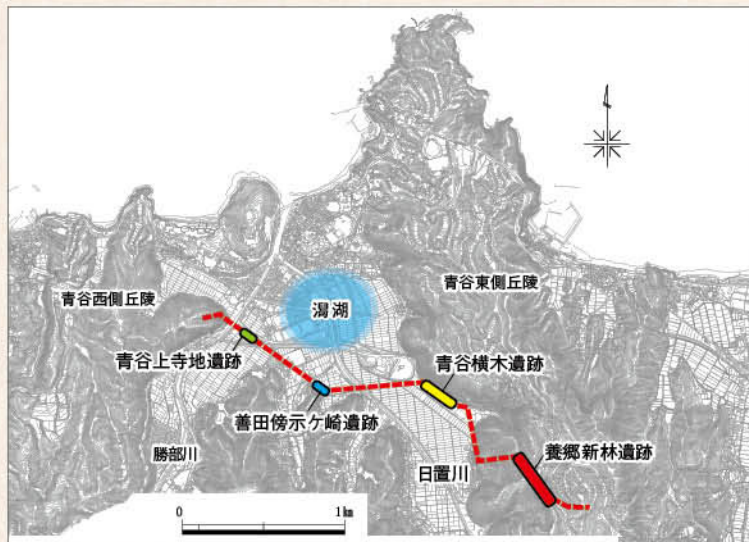 青谷西側丘陵
潟湖
青谷東側丘陵
青谷上寺地遺跡
青谷横木遺跡
善田傍示ケ崎遺跡
勝部川
日置川
養郷新林遺跡
0
1㎞